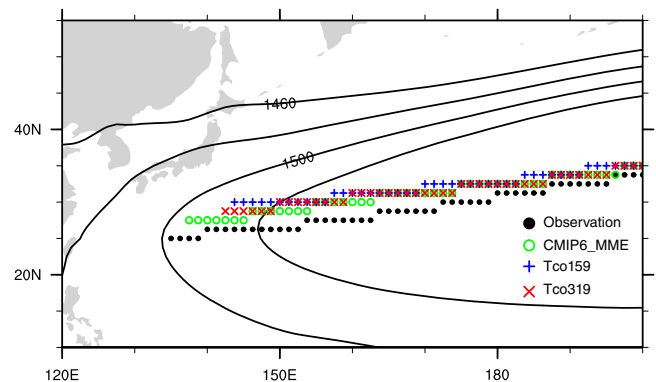 1460
40N
1500
Observation
CMIP6_MME
Tco159
20N
Tco319
120E
150E
180